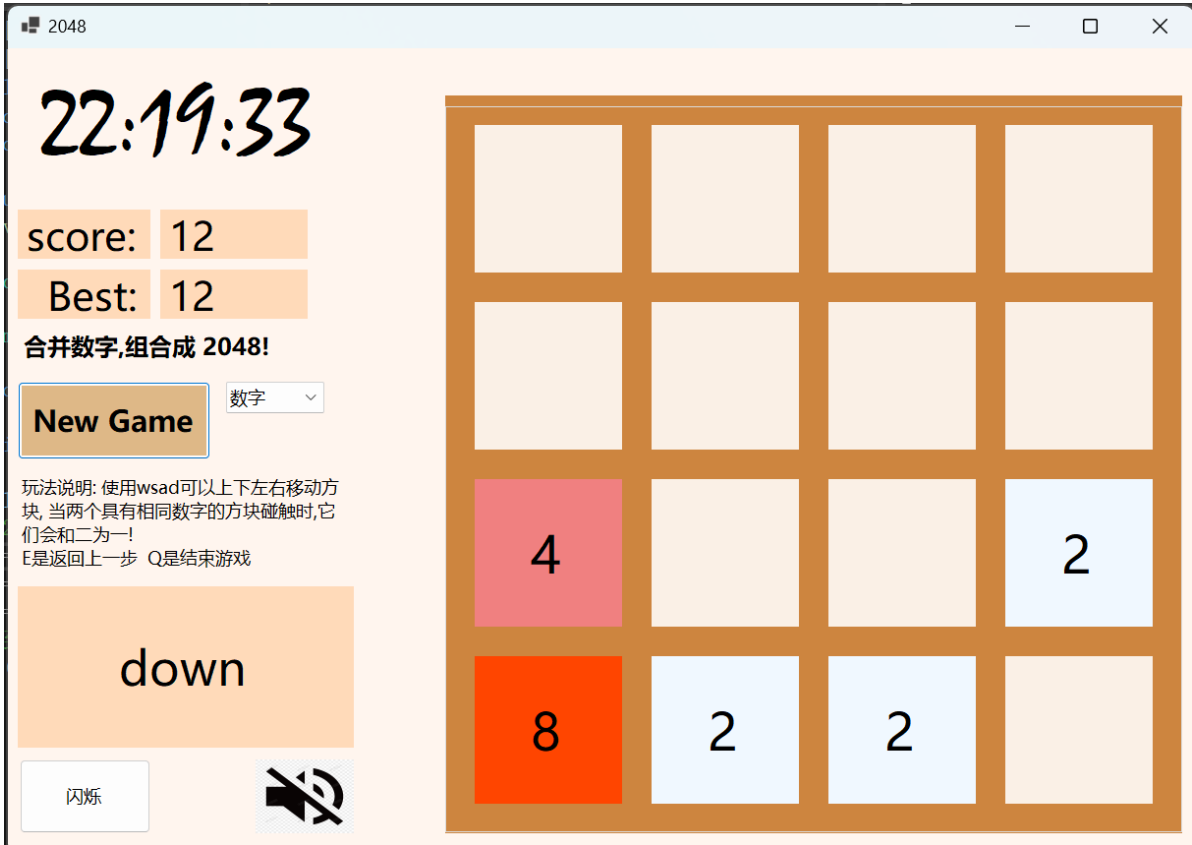 2048
22:19:33
score: 12
Best: 12
合并数字,组合成 2048!
New Game
数字
玩法说明: 使用wsad可以上下左右移动方
块, 当两个具有相同数字的方块碰触时,它
们会和二为一!
E是返回上一步 Q是结束游戏
down
闪烁
4 2
8 2 2